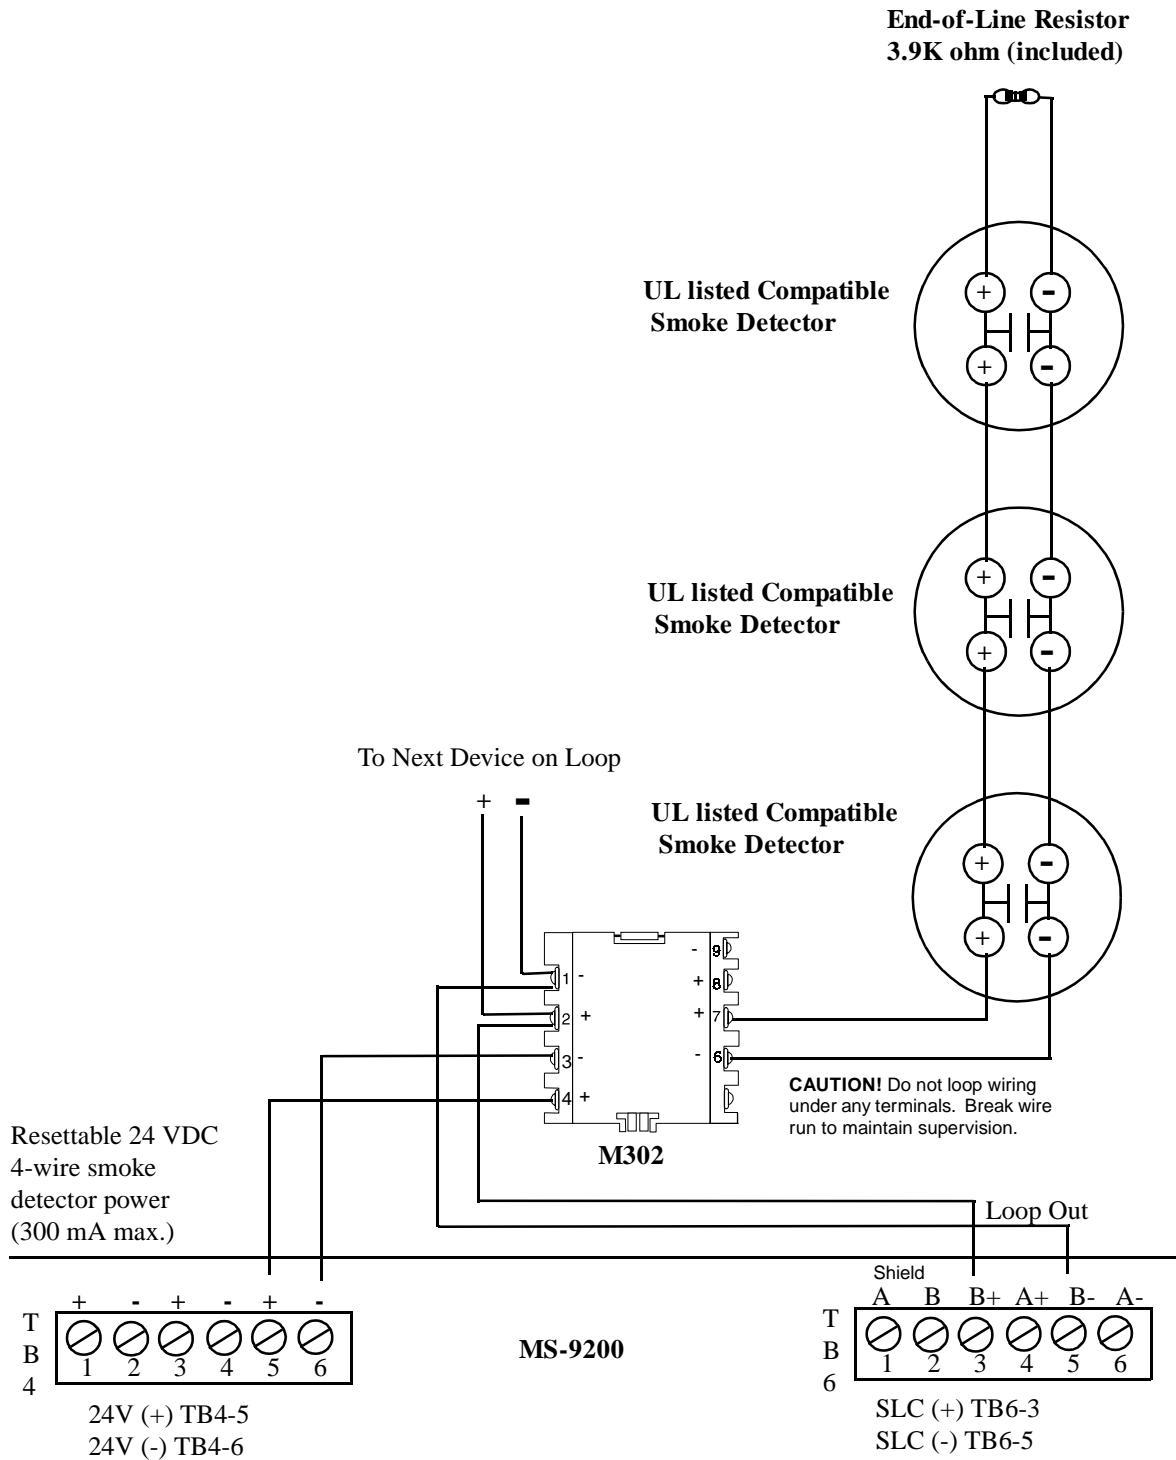 End-of-Line Resistor
3.9K ohm (included)
UL listed Compatible
Smoke Detector
+ -
+ -
UL listed Compatible
Smoke Detector
+ -
+ -
To Next Device on Loop
+ -
UL listed Compatible
Smoke Detector
+ -
+ -
- 9
1 -
+ 8
2 +
+ 7
3 -
- 6
4 +
CAUTION! Do not loop wiring
under any terminals. Break wire
run to maintain supervision.
M302
Resettable 24 VDC
4-wire smoke
detector power
(300 mA max.)
Loop Out
Shield
+ - + - + -
TB4
1 2 3 4 5 6
24V (+) TB4-5
24V (-) TB4-6
MS-9200
A B B+ A+ B- A-
TB6
1 2 3 4 5 6
SLC (+) TB6-3
SLC (-) TB6-5